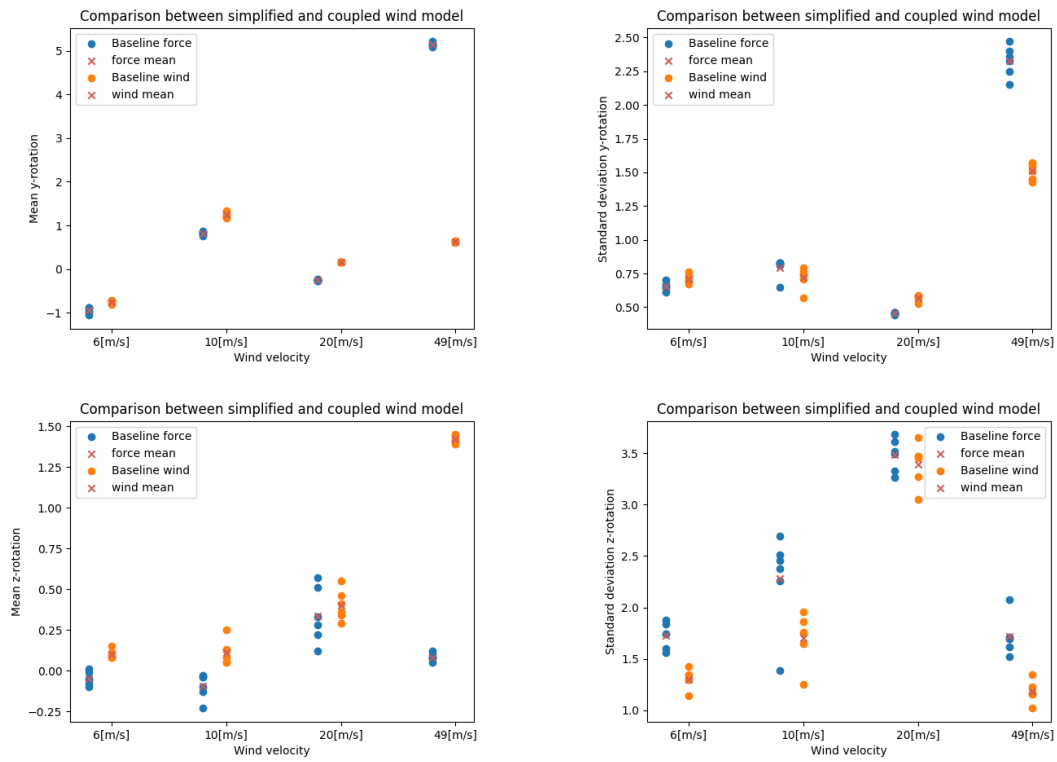 Comparison between simplified and coupled wind model
Baseline force
force mean
Baseline wind
wind mean
Mean y-rotation
5
4
3
2
1
0
−1
6[m/s] 10[m/s] 20[m/s] 49[m/s]
Wind velocity
Comparison between simplified and coupled wind model
Baseline force
force mean
Baseline wind
wind mean
Standard deviation y-rotation
2.50
2.25
2.00
1.75
1.50
1.25
1.00
0.75
0.50
6[m/s] 10[m/s] 20[m/s] 49[m/s]
Wind velocity
Comparison between simplified and coupled wind model
Baseline force
force mean
Baseline wind
wind mean
Mean z-rotation
1.50
1.25
1.00
0.75
0.50
0.25
0.00
−0.25
6[m/s] 10[m/s] 20[m/s] 49[m/s]
Wind velocity
Comparison between simplified and coupled wind model
Baseline force
force mean
Baseline wind
wind mean
Standard deviation z-rotation
3.5
3.0
2.5
2.0
1.5
1.0
6[m/s] 10[m/s] 20[m/s] 49[m/s]
Wind velocity